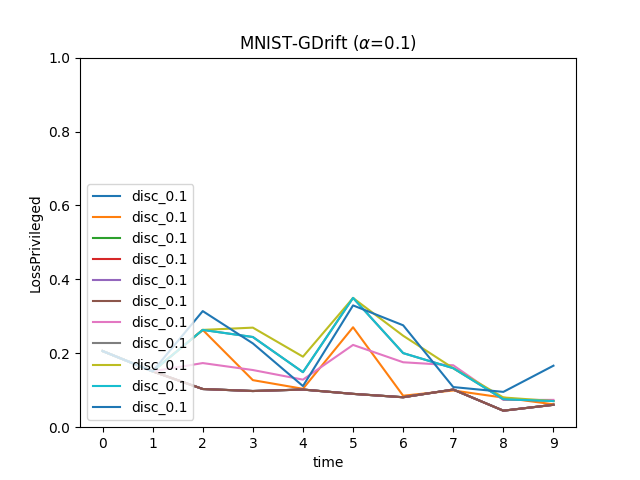 MNIST-GDrift (α=0.1)
1.0
0.8
0.6
0.4
0.2
0.0
LossPrivileged
disc_0.1
disc_0.1
disc_0.1
disc_0.1
disc_0.1
disc_0.1
disc_0.1
disc_0.1
disc_0.1
disc_0.1
disc_0.1
0 1 2 3 4 5 6 7 8 9
time